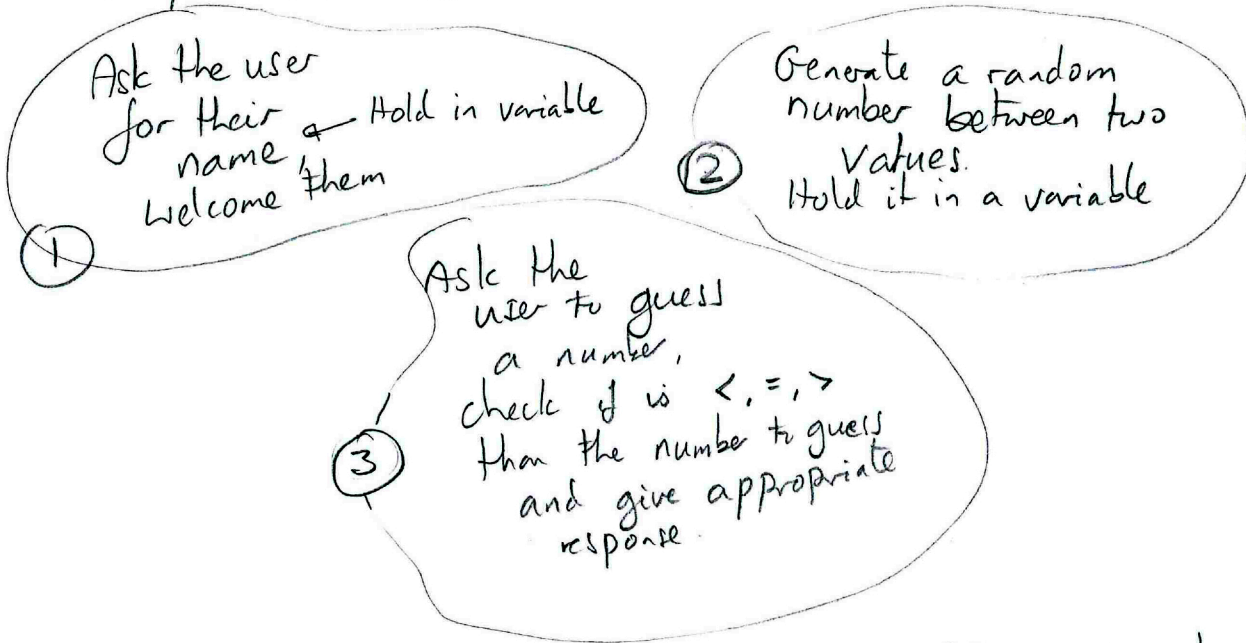 Ask the user
for their
name, Hold in variable
welcome them
1
Generate a random
number between two
values.
Hold it in a variable
2
Ask the
user to guess
a number,
check if is <, =, >
than the number to guess
and give appropriate
response.
3